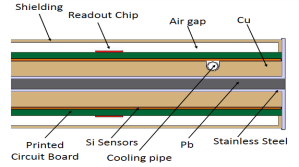 Shielding
Readout Chip
Air gap
Cu
Printed
Circuit Board
Si Sensors
Cooling pipe
Pb
Stainless Steel